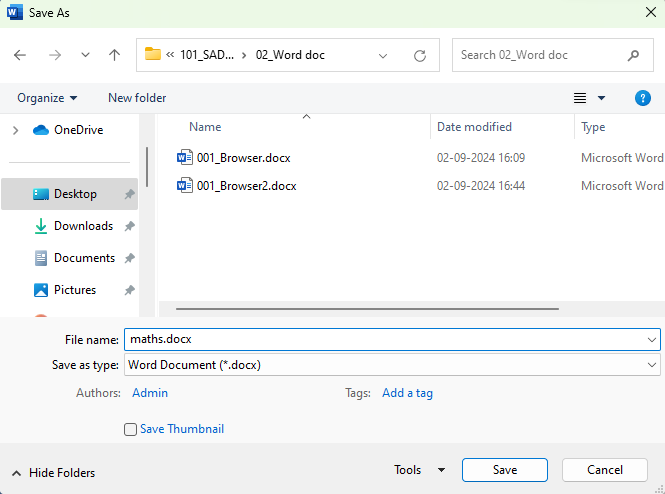 Save As
101_SAD... 02_Word doc Search 02_Word doc
Organize New folder
OneDrive
Desktop
Downloads
Documents
Pictures
Name Date modified Type
001_Browser.docx 02-09-2024 16:09 Microsoft Word
001_Browser2.docx 02-09-2024 16:44 Microsoft Word
File name: maths.docx
Save as type: Word Document (*.docx)
Authors: Admin Tags: Add a tag
Save Thumbnail
Hide Folders Tools Save Cancel